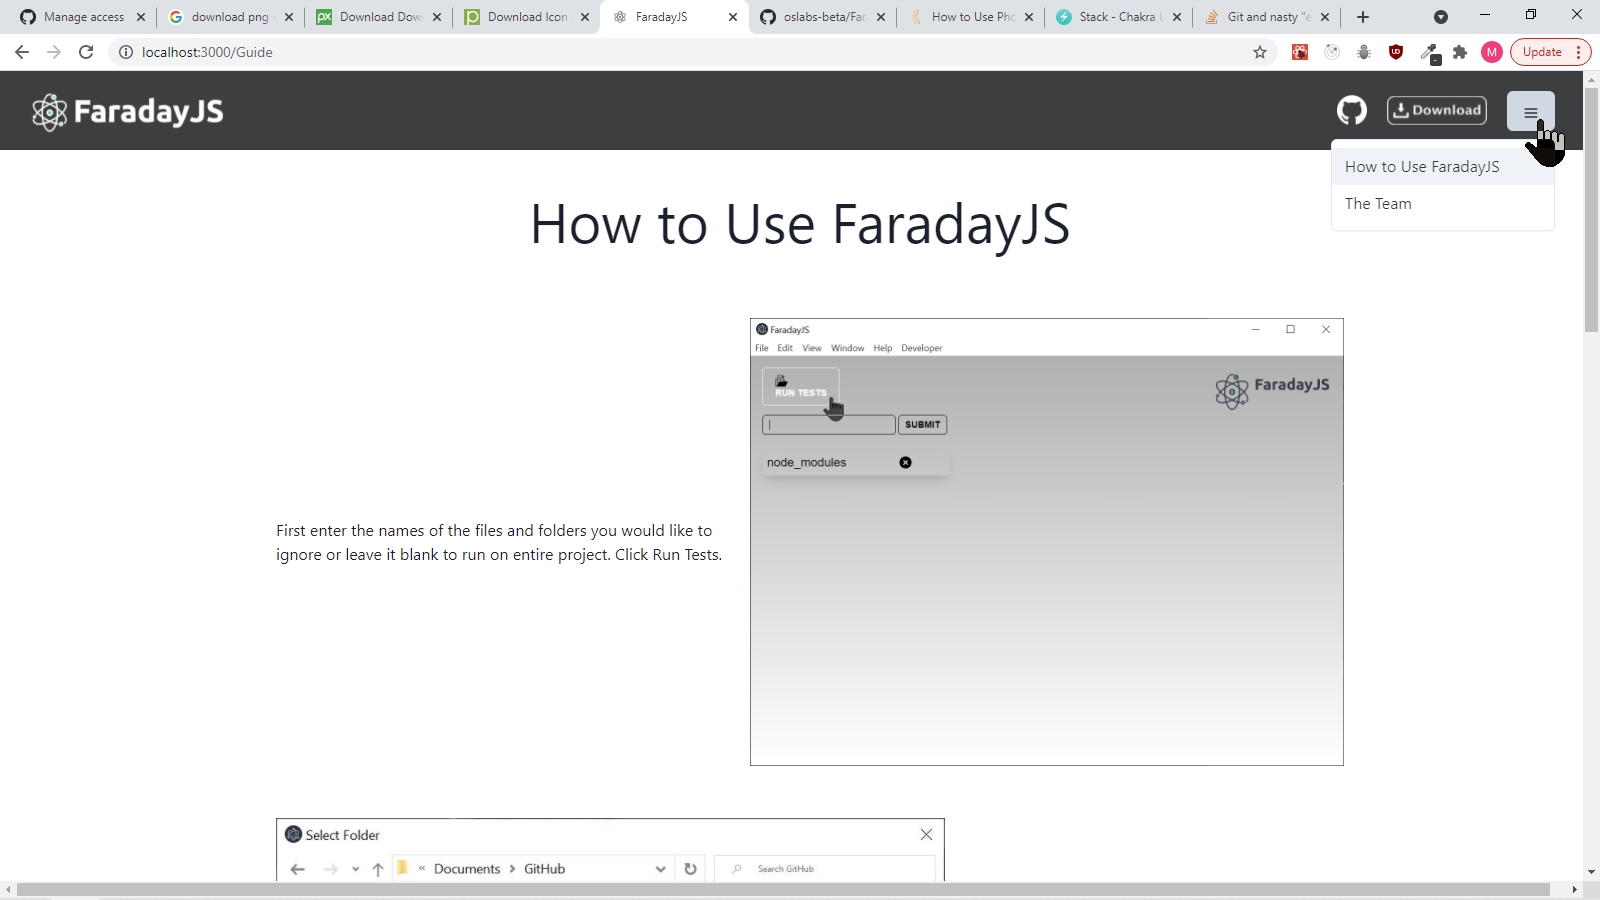 Manage access
download png
Download Dow
Download Icon
FaradayJS
oslabs-beta/Far
How to Use Pho
Stack - Chakra U
Git and nasty "e
localhost:3000/Guide
M
Update
FaradayJS
Download
How to Use FaradayJS
The Team
How to Use FaradayJS
FaradayJS
File Edit View Window Help Developer
RUN TESTS
FaradayJS
SUBMIT
node_modules
First enter the names of the files and folders you would like to
ignore or leave it blank to run on entire project. Click Run Tests.
Select Folder
« Documents > GitHub
Search GitHub